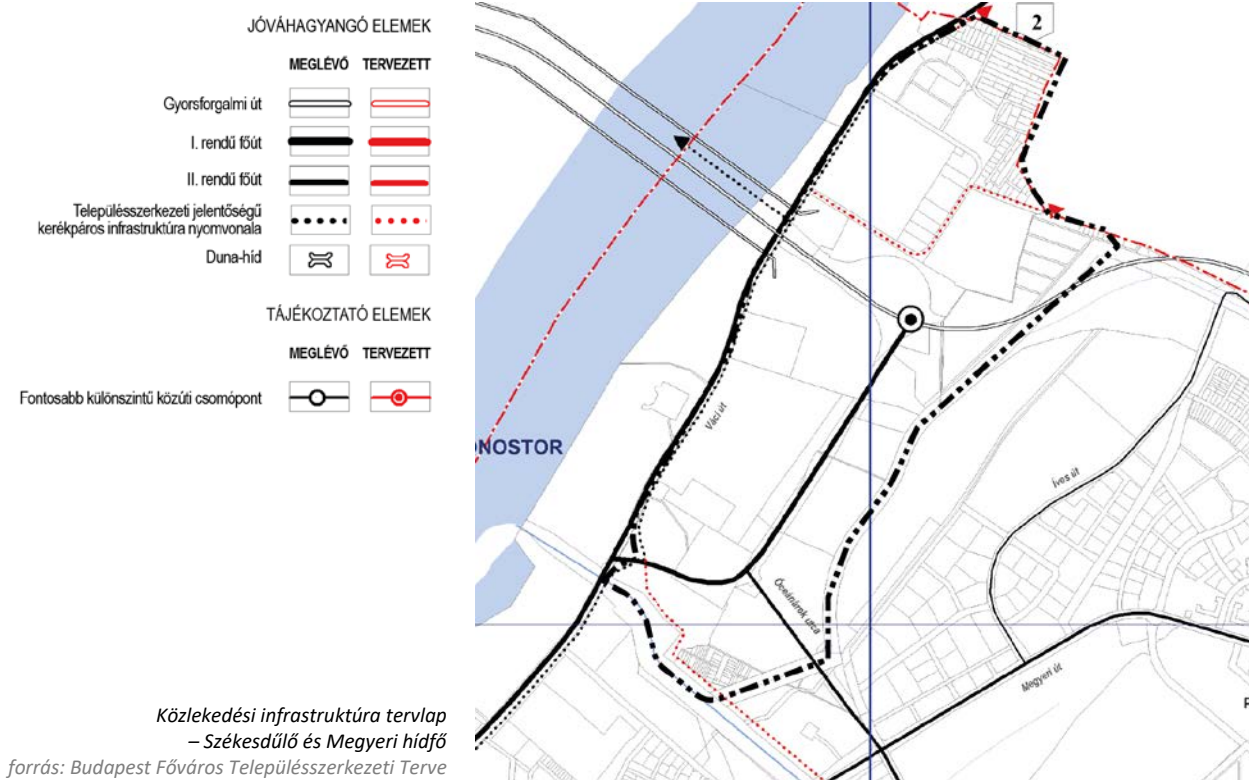 JÓVÁHAGYANGÓ ELEMEK
MEGLÉVŐ TERVEZETT
Gyorsforgalmi út
I. rendű főút
II. rendű főút
Településszerkezeti jelentőségű
kerékpáros infrastruktúra nyomvonala
Duna-híd
TÁJÉKOZTATÓ ELEMEK
MEGLÉVŐ TERVEZETT
Fontosabb különszintű közúti csomópont
Közlekedési infrastruktúra tervlap
– Székesdűlő és Megyeri hídfő
forrás: Budapest Főváros Településszerkezeti Terve
2
Váci út
NOSTOR
Íves út
Óceánárok utca
Megyeri út